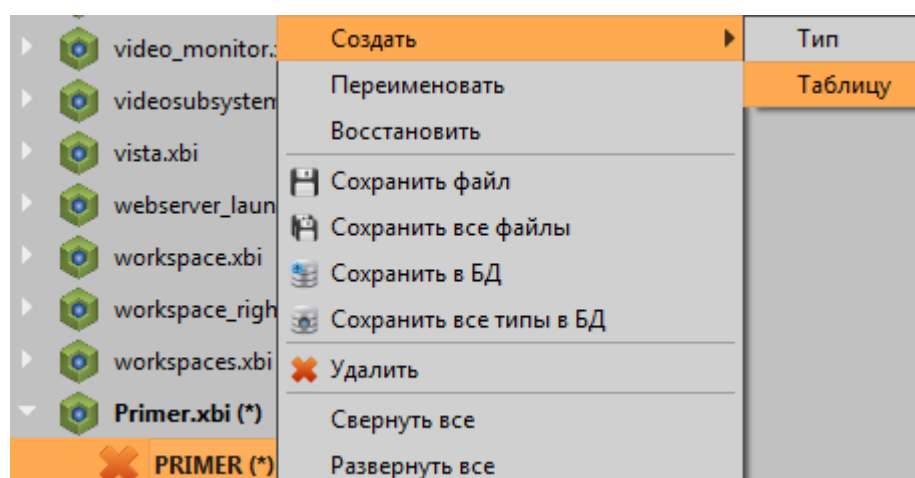 video_monitor.
videosubsystem
vista.xbi
webserver_laun
workspace.xbi
workspace_righ
workspaces.xbi
Primer.xbi (*)
PRIMER (*)
Создать
Переименовать
Восстановить
Сохранить файл
Сохранить все файлы
Сохранить в БД
Сохранить все типы в БД
Удалить
Свернуть все
Развернуть все
Тип
Таблицу